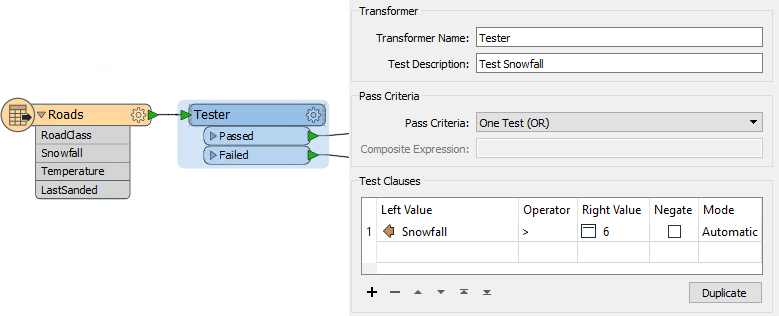 Roads
RoadClass
Snowfall
Temperature
LastSanded
Tester
Passed
Failed
Transformer
Transformer Name: Tester
Test Description: Test Snowfall
Pass Criteria
Pass Criteria: One Test (OR)
Composite Expression:
Test Clauses
Left Value Operator Right Value Negate Mode
1 Snowfall > 6 Automatic
Duplicate